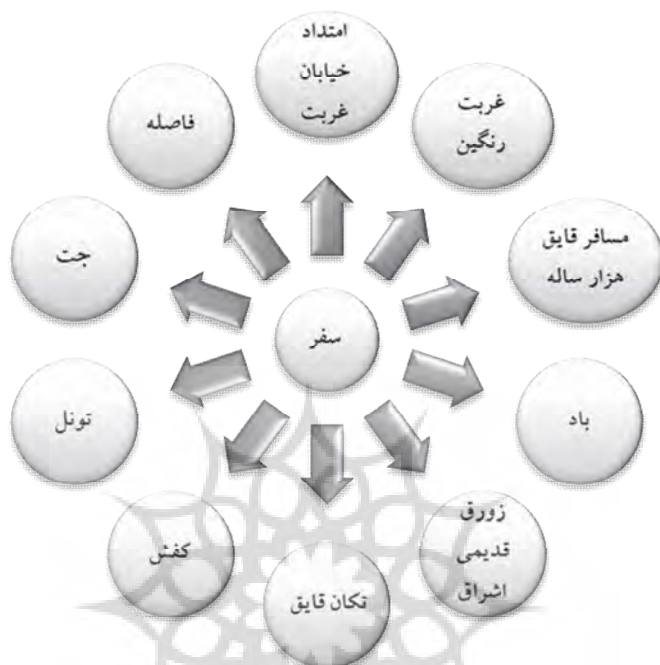 امتداد
خیابان
غربت
غربت
رنگین
مسافر قایق
هزار ساله
باد
زورق
قدیمی
اشراق
تکان قایق
کفش
تونل
جت
فاصله
سفر